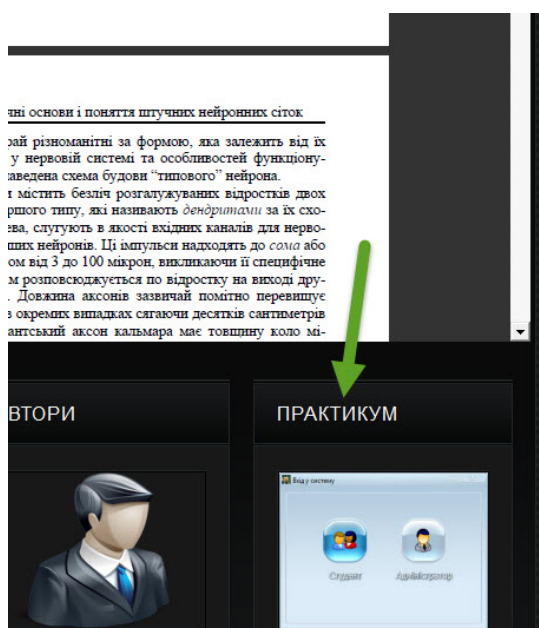 чні основи і поняття штучних нейронних сіток
рай різноманітні за формою, яка залежить від їх
у нервовій системі та особливостей функціону-
наведена схема будови “типового” нейрона.
и містить безліч розгалужуваних відростків двох
ршого типу, які називають дендритами за їх схо-
ева, слугують в якості вхідних каналів для нерво-
нших нейронів. Ці імпульси надходять до сома або
ом від 3 до 100 мікрон, викликаючи її специфічне
м розповсюджується по відростку на виході дру-
. Довжина аксонів зазвичай помітно перевищує
в окремих випадках сягаючи десятків сантиметрів
антський аксон кальмара має товщину коло мі-
ВТОРИ
ПРАКТИКУМ
Вхід у систему
Студент
Адміністратор